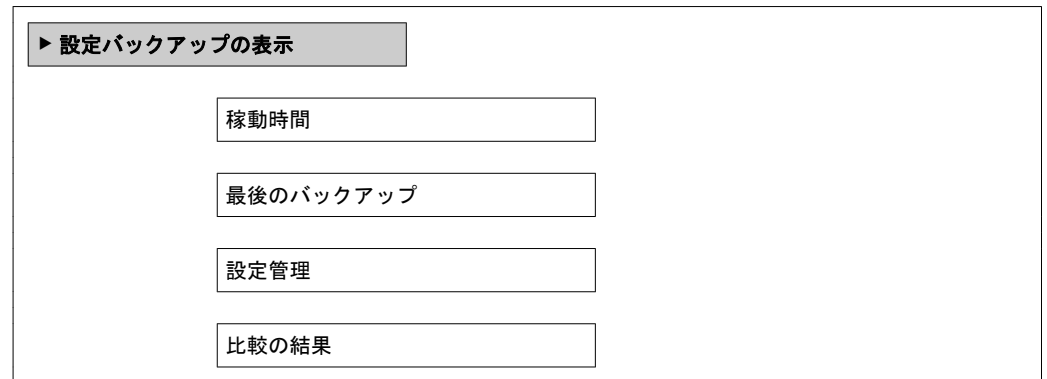 ▶ 設定バックアップの表示
稼動時間
最後のバックアップ
設定管理
比較の結果